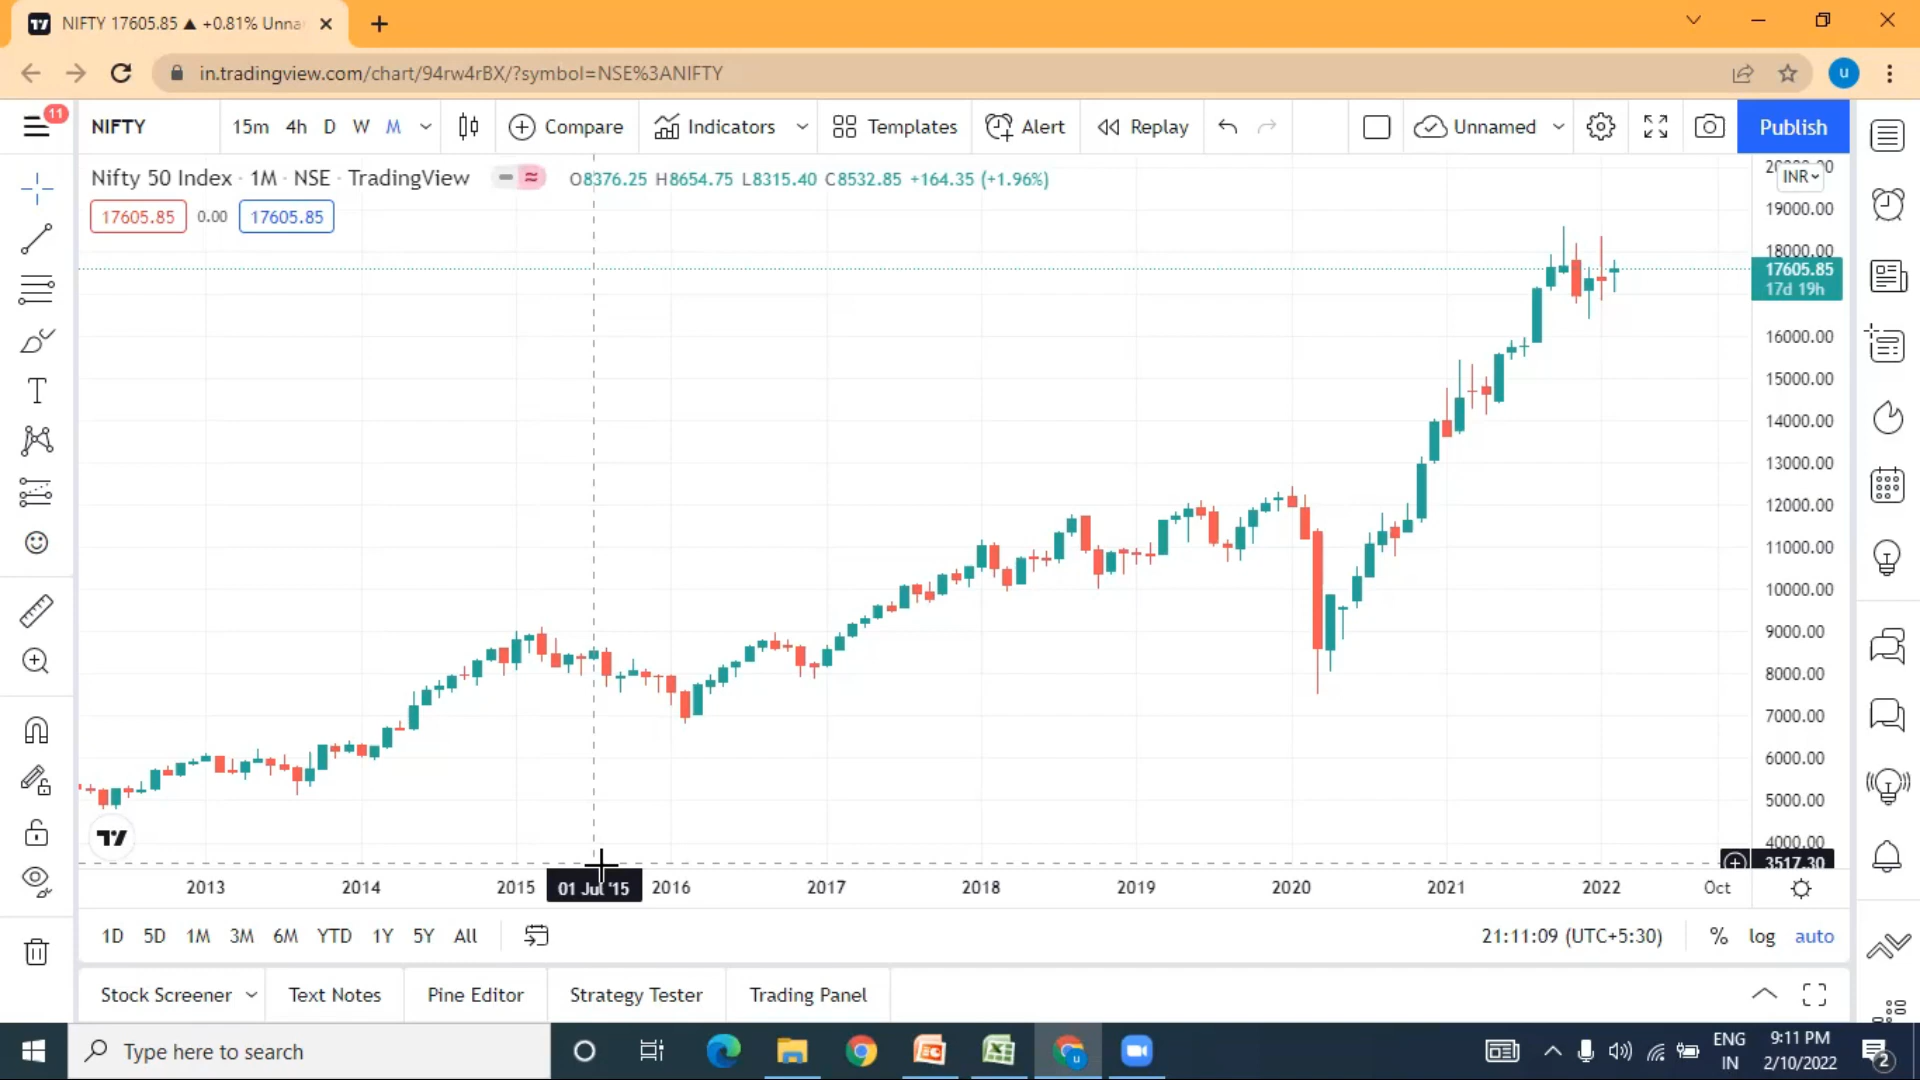 NIFTY 17605.85 ▲ +0.81% Unna
in.tradingview.com/chart/94rw4rBX/?symbol=NSE%3ANIFTY
u
11
NIFTY 15m 4h D W M Compare Indicators Templates Alert Replay Unnamed Publish
Nifty 50 Index · 1M · NSE · TradingView O8376.25 H8654.75 L8315.40 C8532.85 +164.35 (+1.96%)
17605.85 0.00 17605.85
INR
19000.00
18000.00
17605.85
17d 19h
16000.00
15000.00
14000.00
13000.00
12000.00
11000.00
10000.00
9000.00
8000.00
7000.00
6000.00
5000.00
4000.00
3517.30
2013 2014 2015 01 Jul '15 2016 2017 2018 2019 2020 2021 2022 Oct
1D 5D 1M 3M 6M YTD 1Y 5Y All 21:11:09 (UTC+5:30) % log auto
Stock Screener Text Notes Pine Editor Strategy Tester Trading Panel
Type here to search
ENG
IN
9:11 PM
2/10/2022
2